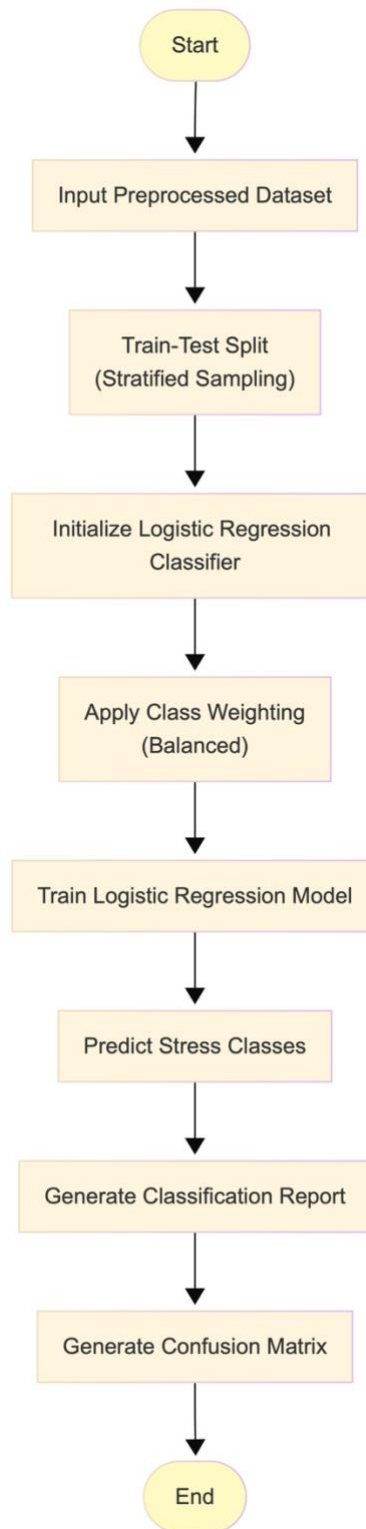 Start
Input Preprocessed Dataset
Train-Test Split
(Stratified Sampling)
Initialize Logistic Regression
Classifier
Apply Class Weighting
(Balanced)
Train Logistic Regression Model
Predict Stress Classes
Generate Classification Report
Generate Confusion Matrix
End